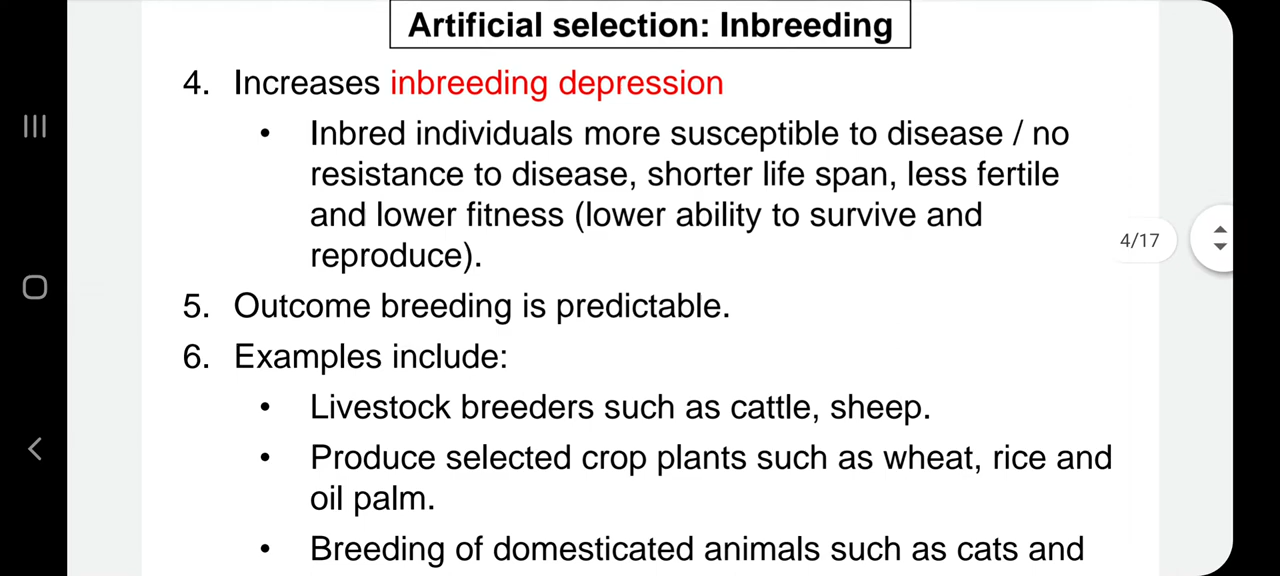 Artificial selection: Inbreeding
4. Increases inbreeding depression
• Inbred individuals more susceptible to disease / no
resistance to disease, shorter life span, less fertile
and lower fitness (lower ability to survive and
reproduce).
4/17
5. Outcome breeding is predictable.
6. Examples include:
• Livestock breeders such as cattle, sheep.
• Produce selected crop plants such as wheat, rice and
oil palm.
• Breeding of domesticated animals such as cats and